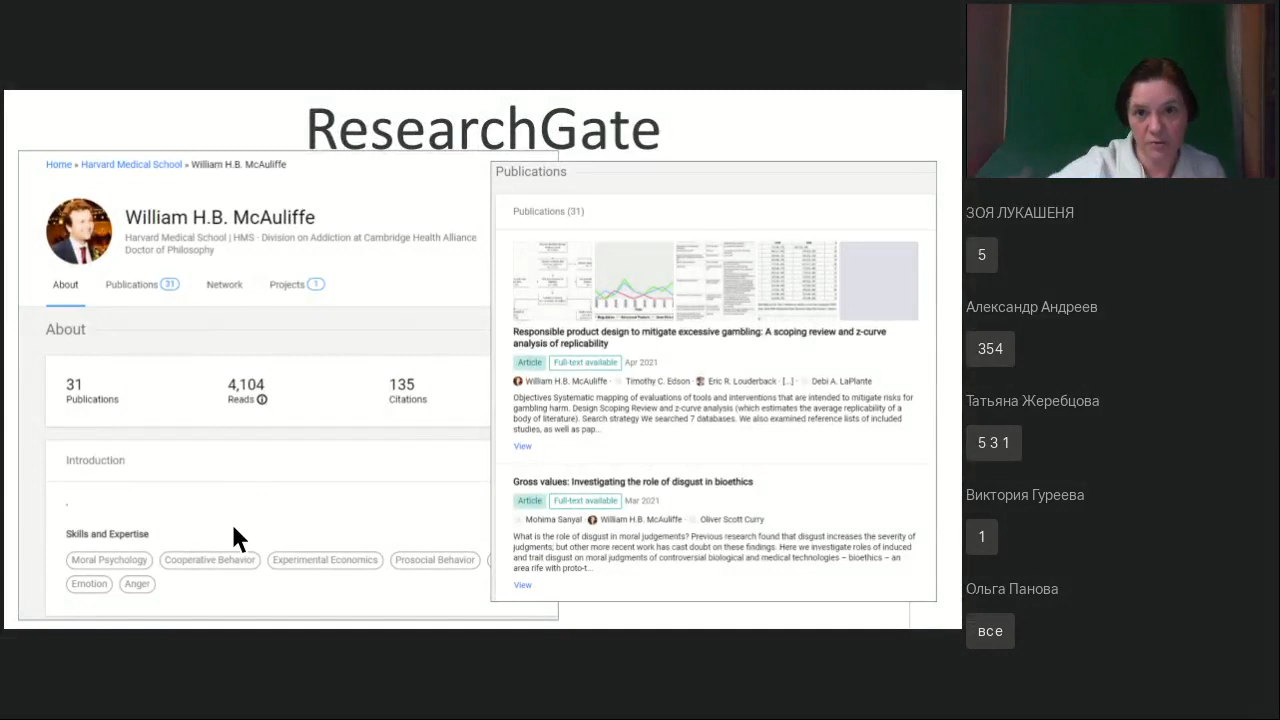 ResearchGate
Home » Harvard Medical School » William H.B. McAuliffe
William H.B. McAuliffe
Harvard Medical School | HMS · Division on Addiction at Cambridge Health Alliance
Doctor of Philosophy
About Publications 31 Network Projects 1
About
31 4,104 135
Publications Reads Citations
Introduction
.
Skills and Expertise
Moral Psychology Cooperative Behavior Experimental Economics Prosocial Behavior
Emotion Anger
Publications
Publications (31)
Responsible product design to mitigate excessive gambling: A scoping review and z-curve
analysis of replicability
Article Full-text available Apr 2021
William H.B. McAuliffe · Timothy C. Edson · Eric R. Louderback · [...] · Debi A. LaPlante
Objectives Systematic mapping of evaluations of tools and interventions that are intended to mitigate risks for
gambling harm. Design Scoping Review and z-curve analysis (which estimates the average replicability of a
body of literature). Search strategy We searched 7 databases. We also examined reference lists of included
studies, as well as pap...
View
Gross values: Investigating the role of disgust in bioethics
Article Full-text available Mar 2021
Mohima Sanyal · William H.B. McAuliffe · Oliver Scott Curry
What is the role of disgust in moral judgements? Previous research found that disgust increases the severity of
judgments; but other more recent work has cast doubt on these findings. Here we investigate roles of induced
and trait disgust on moral judgments of controversial biological and medical technologies – bioethics – an
area rife with proto-t...
View
ЗОЯ ЛУКАШЕНЯ
5
Александр Андреев
354
Татьяна Жеребцова
5 3 1
Виктория Гуреева
1
Ольга Панова
все